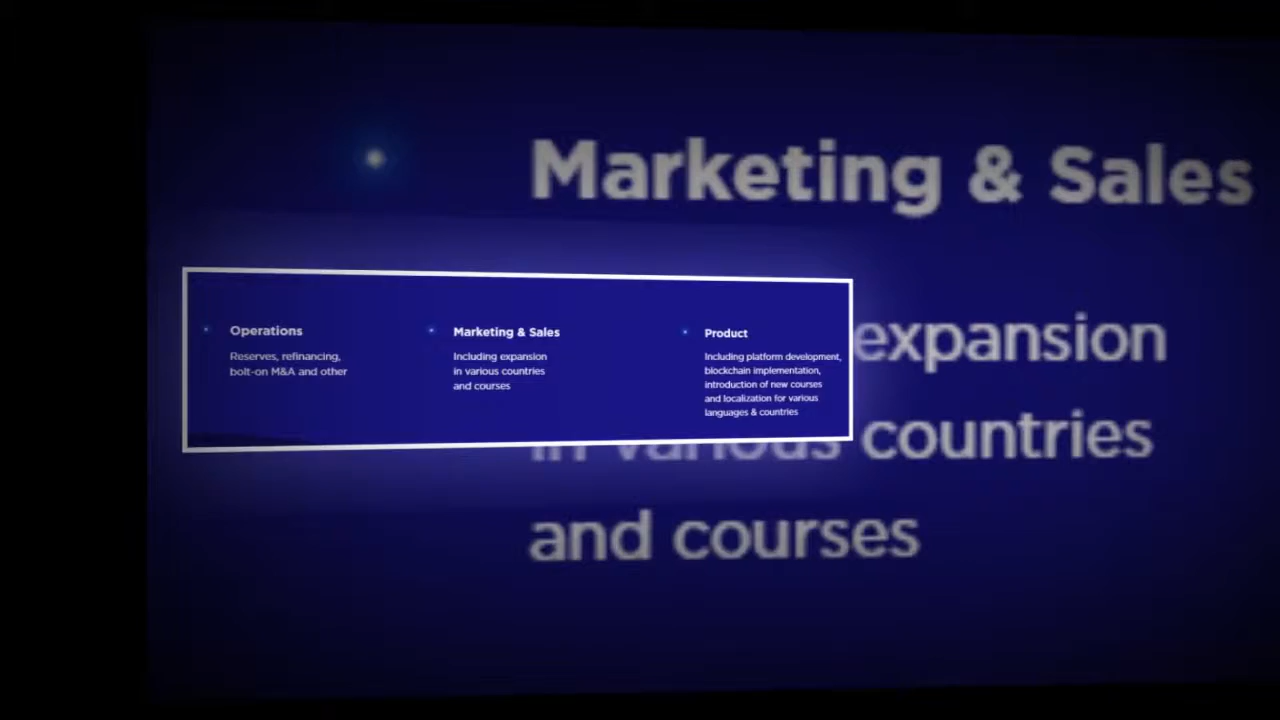 Marketing & Sales
expansion
in various countries
and courses
Operations
Reserves, refinancing,
bolt-on M&A and other
Marketing & Sales
Including expansion
in various countries
and courses
Product
Including platform development,
blockchain implementation,
introduction of new courses
and localization for various
languages & countries